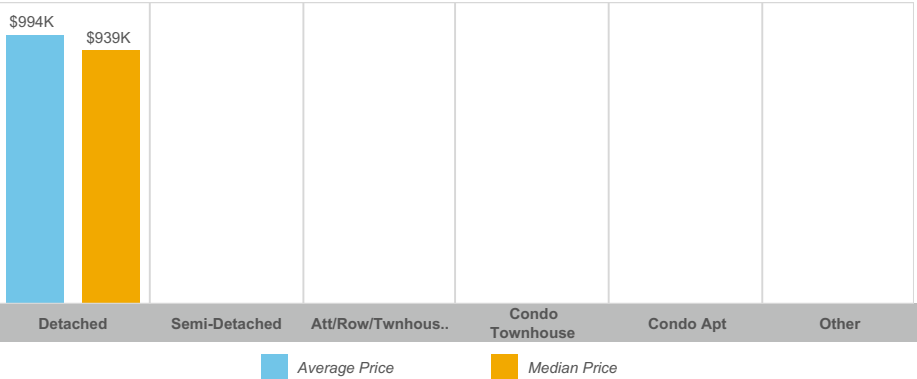 $994K
$939K
Detached
Semi-Detached
Att/Row/Twnhous..
Condo
Townhouse
Condo Apt
Other
Average Price
Median Price